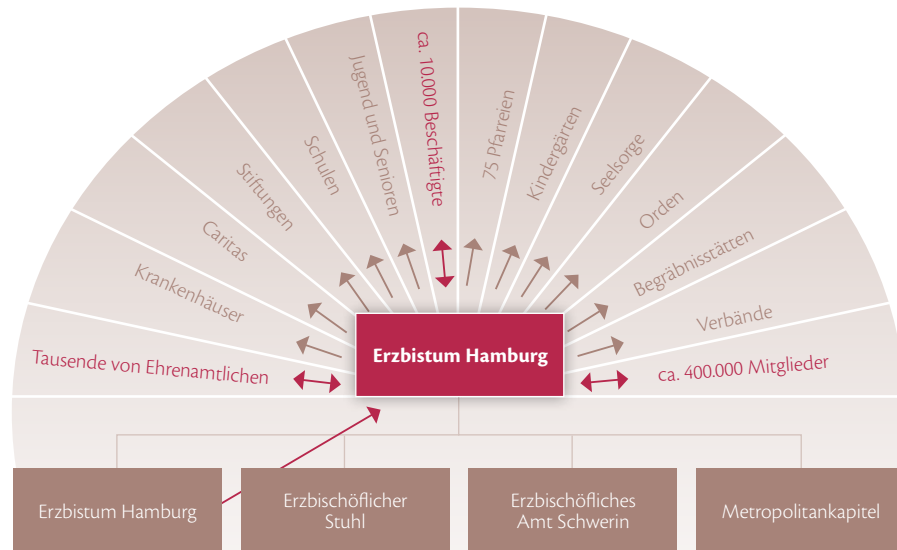 Tausende von Ehrenamtlichen
Krankenhäuser
Caritas
Stiftungen
Schulen
Jugend und Senioren
ca. 10.000 Beschäftigte
75 Pfarreien
Kindergärten
Seelsorge
Orden
Begräbnisstätten
Verbände
ca. 400.000 Mitglieder
Erzbistum Hamburg
Erzbistum Hamburg
Erzbischöflicher
Stuhl
Erzbischöfliches
Amt Schwerin
Metropolitankapitel